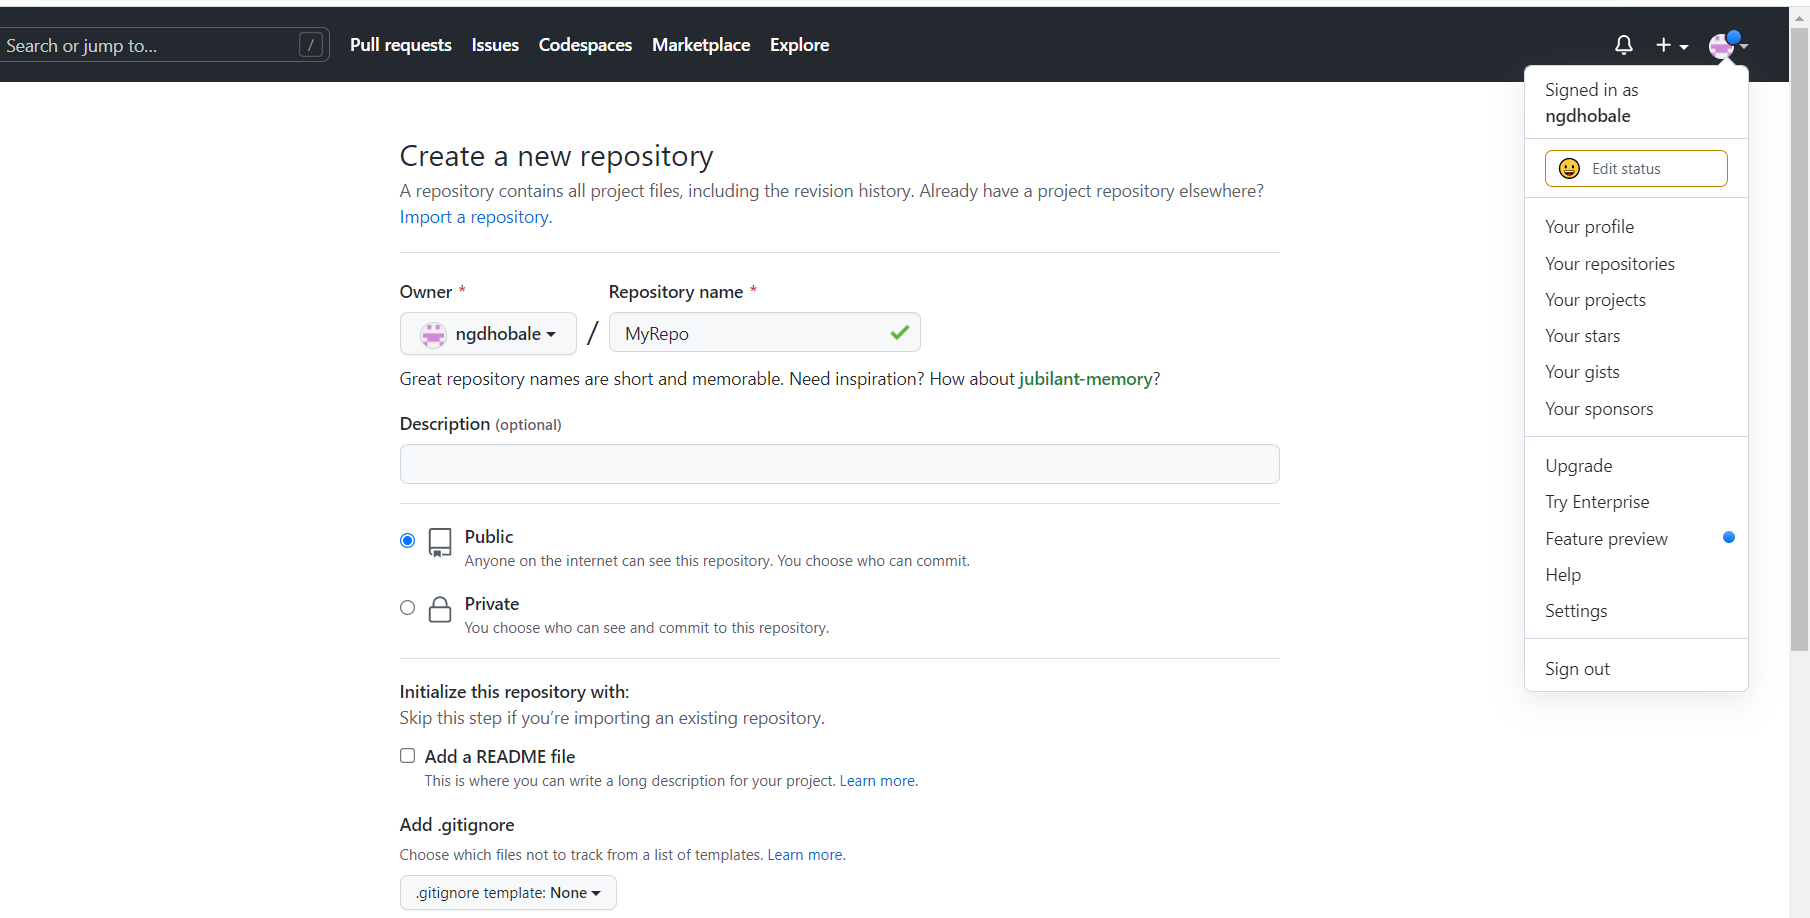 Search or jump to... /
Pull requests Issues Codespaces Marketplace Explore
Signed in as
ngdhobale
Edit status
Your profile
Your repositories
Your projects
Your stars
Your gists
Your sponsors
Upgrade
Try Enterprise
Feature preview
Help
Settings
Sign out
Create a new repository
A repository contains all project files, including the revision history. Already have a project repository elsewhere?
Import a repository.
Owner * Repository name *
ngdhobale / MyRepo
Great repository names are short and memorable. Need inspiration? How about jubilant-memory?
Description (optional)
Public
Anyone on the internet can see this repository. You choose who can commit.
Private
You choose who can see and commit to this repository.
Initialize this repository with:
Skip this step if you’re importing an existing repository.
Add a README file
This is where you can write a long description for your project. Learn more.
Add .gitignore
Choose which files not to track from a list of templates. Learn more.
.gitignore template: None